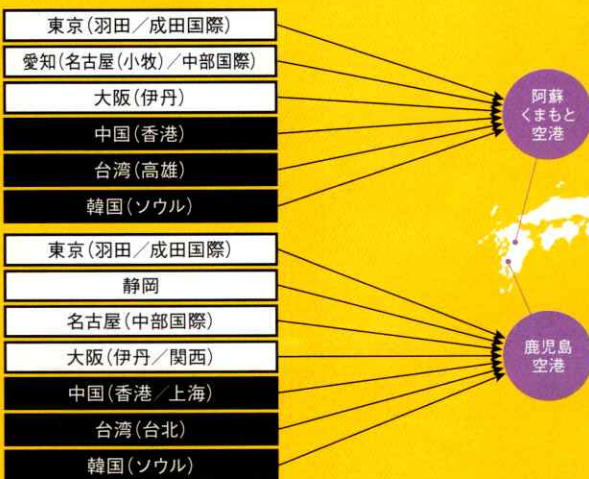 東京（羽田／成田国際）
愛知（名古屋（小牧）／中部国際）
大阪（伊丹）
中国（香港）
台湾（高雄）
韓国（ソウル）
阿蘇
くまもと
空港
東京（羽田／成田国際）
静岡
名古屋（中部国際）
大阪（伊丹／関西）
中国（香港／上海）
台湾（台北）
韓国（ソウル）
鹿児島
空港